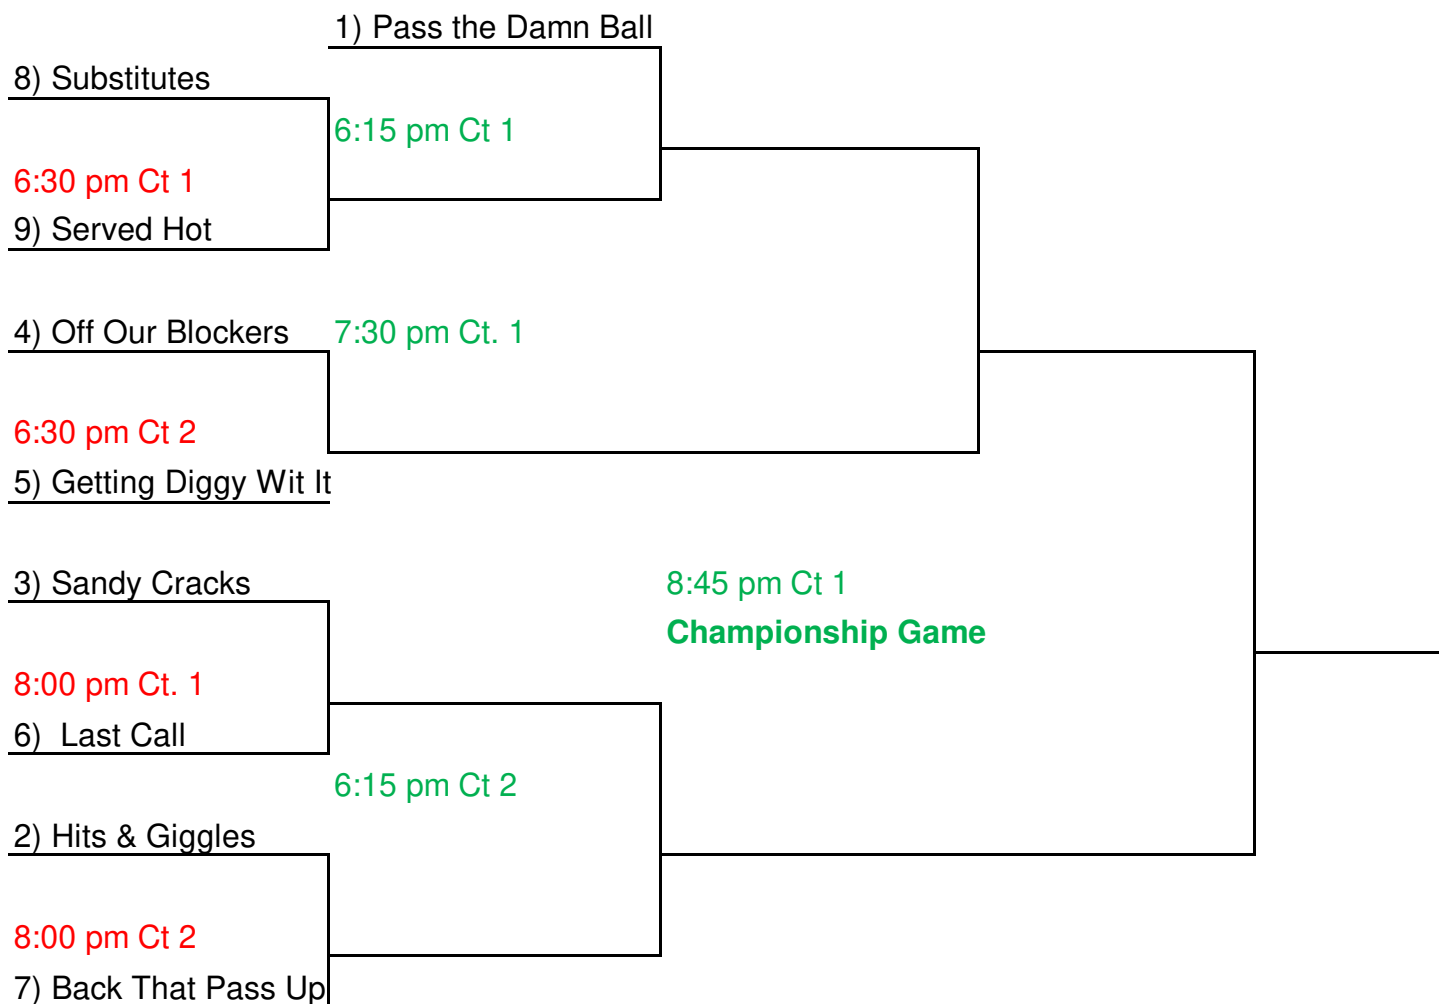 1) Pass the Damn Ball
8) Substitutes
6:15 pm Ct 1
6:30 pm Ct 1
9) Served Hot
4) Off Our Blockers
7:30 pm Ct. 1
6:30 pm Ct 2
5) Getting Diggy Wit It
3) Sandy Cracks
8:45 pm Ct 1
Championship Game
8:00 pm Ct. 1
6)  Last Call
6:15 pm Ct 2
2) Hits & Giggles
8:00 pm Ct 2
7) Back That Pass Up